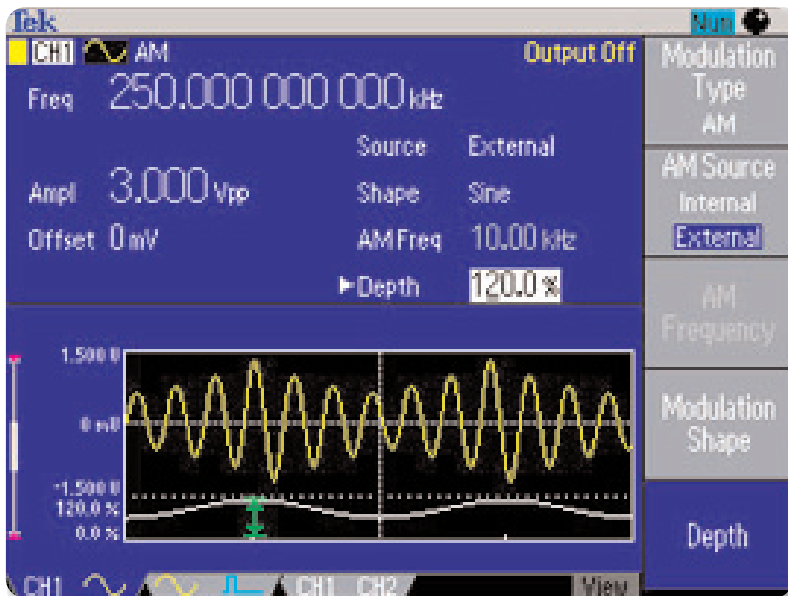 Tek
Num
CH1 AM
Output Off
Freq 250.000 000 000 kHz
Source External
Ampl 3.000 Vpp
Shape Sine
Offset 0 mV
AM Freq 10.00 kHz
Depth 120.0 %
1.500 V
0 mV
-1.500 V
120.0 %
0.0 %
CH1
CH1 CH2
View
Modulation
Type
AM
AM Source
Internal
External
AM
Frequency
Modulation
Shape
Depth